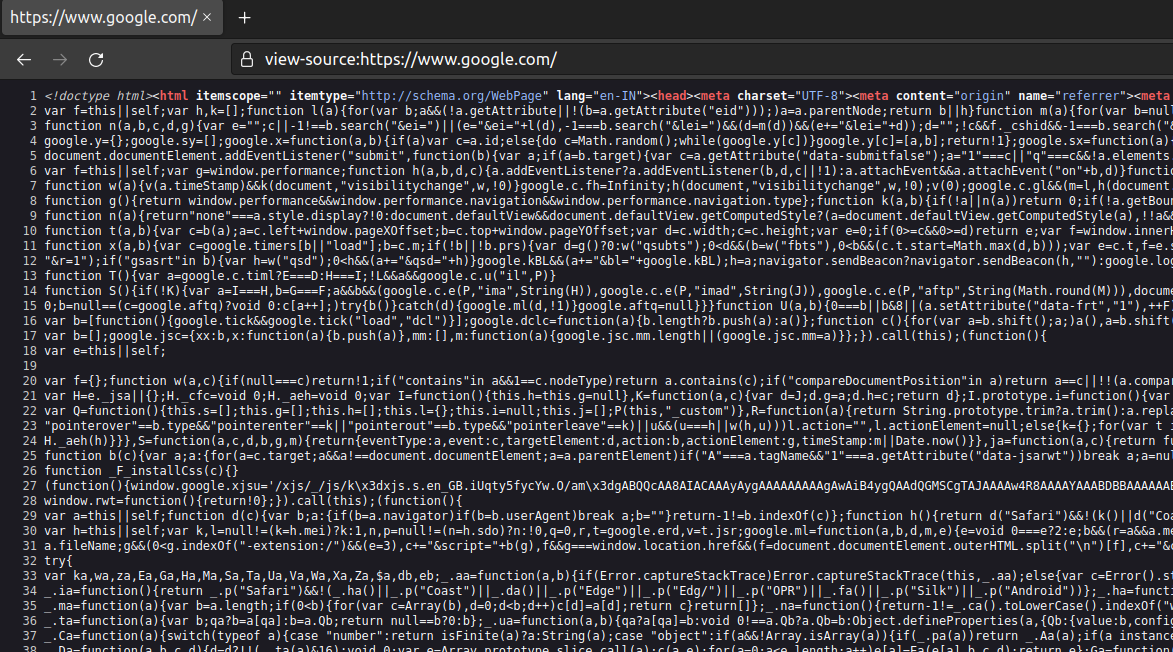 https://www.google.com/
view-source:https://www.google.com/
1 <!doctype html><html itemscope="" itemtype="http://schema.org/WebPage" lang="en-IN"><head><meta charset="UTF-8"><meta content="origin" name="referrer"><meta
2 var f=this||self;var h,k=[];function l(a){for(var b;a&&(!a.getAttribute||!(b=a.getAttribute("eid")));)a=a.parentNode;return b||h}function m(a){for(var b=nul
3 function n(a,b,c,d,g){var e="";c||-1!==b.search("&ei=")||(e="&ei="+l(d),-1===b.search("&lei=")&&(d=m(d))&&(e+="&lei="+d));d="";!c&&f._cshid&&-1===b.search("&
4 google.y={};google.sy=[];google.x=function(a,b){if(a)var c=a.id;else{do c=Math.random();while(google.y[c])}google.y[c]=[a,b];return!1};google.sx=function(a)
5 document.documentElement.addEventListener("submit",function(b){var a;if(a=b.target){var c=a.getAttribute("data-submitfalse");a="1"===c||"q"===c&&!a.elements
6 var f=this||self;var g=window.performance;function h(a,b,d,c){a.addEventListener?a.addEventListener(b,d,c||!1):a.attachEvent&&a.attachEvent("on"+b,d)}functio
7 function w(a){v(a.timeStamp)&&k(document,"visibilitychange",w,!0)}google.c.fh=Infinity;h(document,"visibilitychange",w,!0);v(0);google.c.gl&&(m=l,h(document
8 function g(){return window.performance&&window.performance.navigation&&window.performance.navigation.type};function k(a,b){if(!a||n(a))return 0;if(!a.getBou
9 function n(a){return"none"===a.style.display?!0:document.defaultView&&document.defaultView.getComputedStyle?(a=document.defaultView.getComputedStyle(a),!!a&
10 function t(a,b){var c=b(a);a=c.left+window.pageXOffset;b=c.top+window.pageYOffset;var d=c.width;c=c.height;var e=0;if(0>=c&&0>=d)return e;var f=window.innerH
11 function x(a,b){var c=google.timers[b||"load"];b=c.m;if(!b||!b.prs){var d=g()?0:w("qsubts");0<d&&(b=w("fbts"),0<b&&(c.t.start=Math.max(d,b)));var e=c.t,f=e.s
12 "&r=1");if("gsasrt"in b){var h=w("qsd");0<h&&(a+="&qsd="+h)}google.kBL&&(a+="&bl="+google.kBL);h=a;navigator.sendBeacon?navigator.sendBeacon(h,""):google.log
13 function T(){var a=google.c.timl?E===D:H===I;!L&&a&&google.c.u("il",P)}
14 function S(){if(!K){var a=I===H,b=G===F;a&&b&&(google.c.e(P,"ima",String(H)),google.c.e(P,"imad",String(J)),google.c.e(P,"aftp",String(Math.round(M))),docum
15 0;b=null==(c=google.aftq)?void 0:c[a++];)try{b()}catch(d){google.ml(d,!1)}google.aftq=null}}}function U(a,b){0===b||b&8||(a.setAttribute("data-frt","1"),++F
16 var b=[function(){google.tick&&google.tick("load","dcl")}];google.dclc=function(a){b.length?b.push(a):a()};function c(){for(var a=b.shift();a;)a(),a=b.shift
17 var b=[];google.jsc={xx:b,x:function(a){b.push(a)},mm:[],m:function(a){google.jsc.mm.length||(google.jsc.mm=a)}};}).call(this);(function(){
18 var e=this||self;
19
20 var f={};function w(a,c){if(null===c)return!1;if("contains"in a&&1==c.nodeType)return a.contains(c);if("compareDocumentPosition"in a)return a==c||!!(a.compar
21 var H=e._jsa||{};H._cfc=void 0;H._aeh=void 0;var I=function(){this.h=this.g=null},K=function(a,c){var d=J;d.g=a;d.h=c;return d};I.prototype.i=function(){var
22 var Q=function(){this.s=[];this.g=[];this.h=[];this.l={};this.i=null;this.j=[];P(this,"_custom")},R=function(a){return String.prototype.trim?a.trim():a.repla
23 "pointerover"==b.type&&"pointerenter"==k||"pointerout"==b.type&&"pointerleave"==k)||u&&(u===h||w(h,u)))l.action="",l.actionElement=null;else{k={};for(var t i
24 H._aeh(h)}}},S=function(a,c,d,b,g,m){return{eventType:a,event:c,targetElement:d,action:b,actionElement:g,timeStamp:m||Date.now()}},ja=function(a,c){return fu
25 function b(c){var a;a:{for(a=c.target;a&&a!==document.documentElement;a=a.parentElement)if("A"===a.tagName&&"1"===a.getAttribute("data-jsarwt"))break a;a=nul
26 function _F_installCss(c){}
27 (function(){window.google.xjsu='/xjs/_/js/k\x3dxjs.s.en_GB.iUqty5fycYw.O/am\x3dgABQQcAA8AIACAAAyAygAAAAAAAAAgAwAiB4ygQAAdQGMSCgTAJAAAAw4R8AAAAYAAABDBBAAAAAAE
28 window.rwt=function(){return!0};}).call(this);(function(){
29 var a=this||self;function d(c){var b;a:{if(b=a.navigator)if(b=b.userAgent)break a;b=""}return-1!=b.indexOf(c)};function h(){return d("Safari")&&!(k()||d("Coa
30 var h=this||self;var k,l=null!=(k=h.mei)?k:1,n,p=null!=(n=h.sdo)?n:!0,q=0,r,t=google.erd,v=t.jsr;google.ml=function(a,b,d,m,e){e=void 0===e?2:e;b&&(r=a&&a.me
31 a.fileName;g&&(0<g.indexOf("-extension:/")&&(e=3),c+="&script="+b(g),f&&g===window.location.href&&(f=document.documentElement.outerHTML.split("\n")[f],c+="&c
32 try{
33 var ka,wa,za,Ea,Ga,Ha,Ma,Sa,Ta,Ua,Va,Wa,Xa,Za,$a,db,eb;_.aa=function(a,b){if(Error.captureStackTrace)Error.captureStackTrace(this,_.aa);else{var c=Error().st
34 _.ia=function(){return _.p("Safari")&&!(_.ha()||_.p("Coast")||_.da()||_.p("Edge")||_.p("Edg/")||_.p("OPR")||_.fa()||_.p("Silk")||_.p("Android"))};_.ha=functio
35 _.ma=function(a){var b=a.length;if(0<b){for(var c=Array(b),d=0;d<b;d++)c[d]=a[d];return c}return[]};_.na=function(){return-1!=_.ca().toLowerCase().indexOf("w
36 _.ta=function(a){var b;qa?b=a[qa]:b=a.Qb;return null==b?0:b};_.ua=function(a,b){qa?a[qa]=b:void 0!==a.Qb?a.Qb=b:Object.defineProperties(a,{Qb:{value:b,config
37 _.Ca=function(a){switch(typeof a){case "number":return isFinite(a)?a:String(a);case "object":if(a&&!Array.isArray(a)){if(_.pa(a))return _.Aa(a);if(a instance